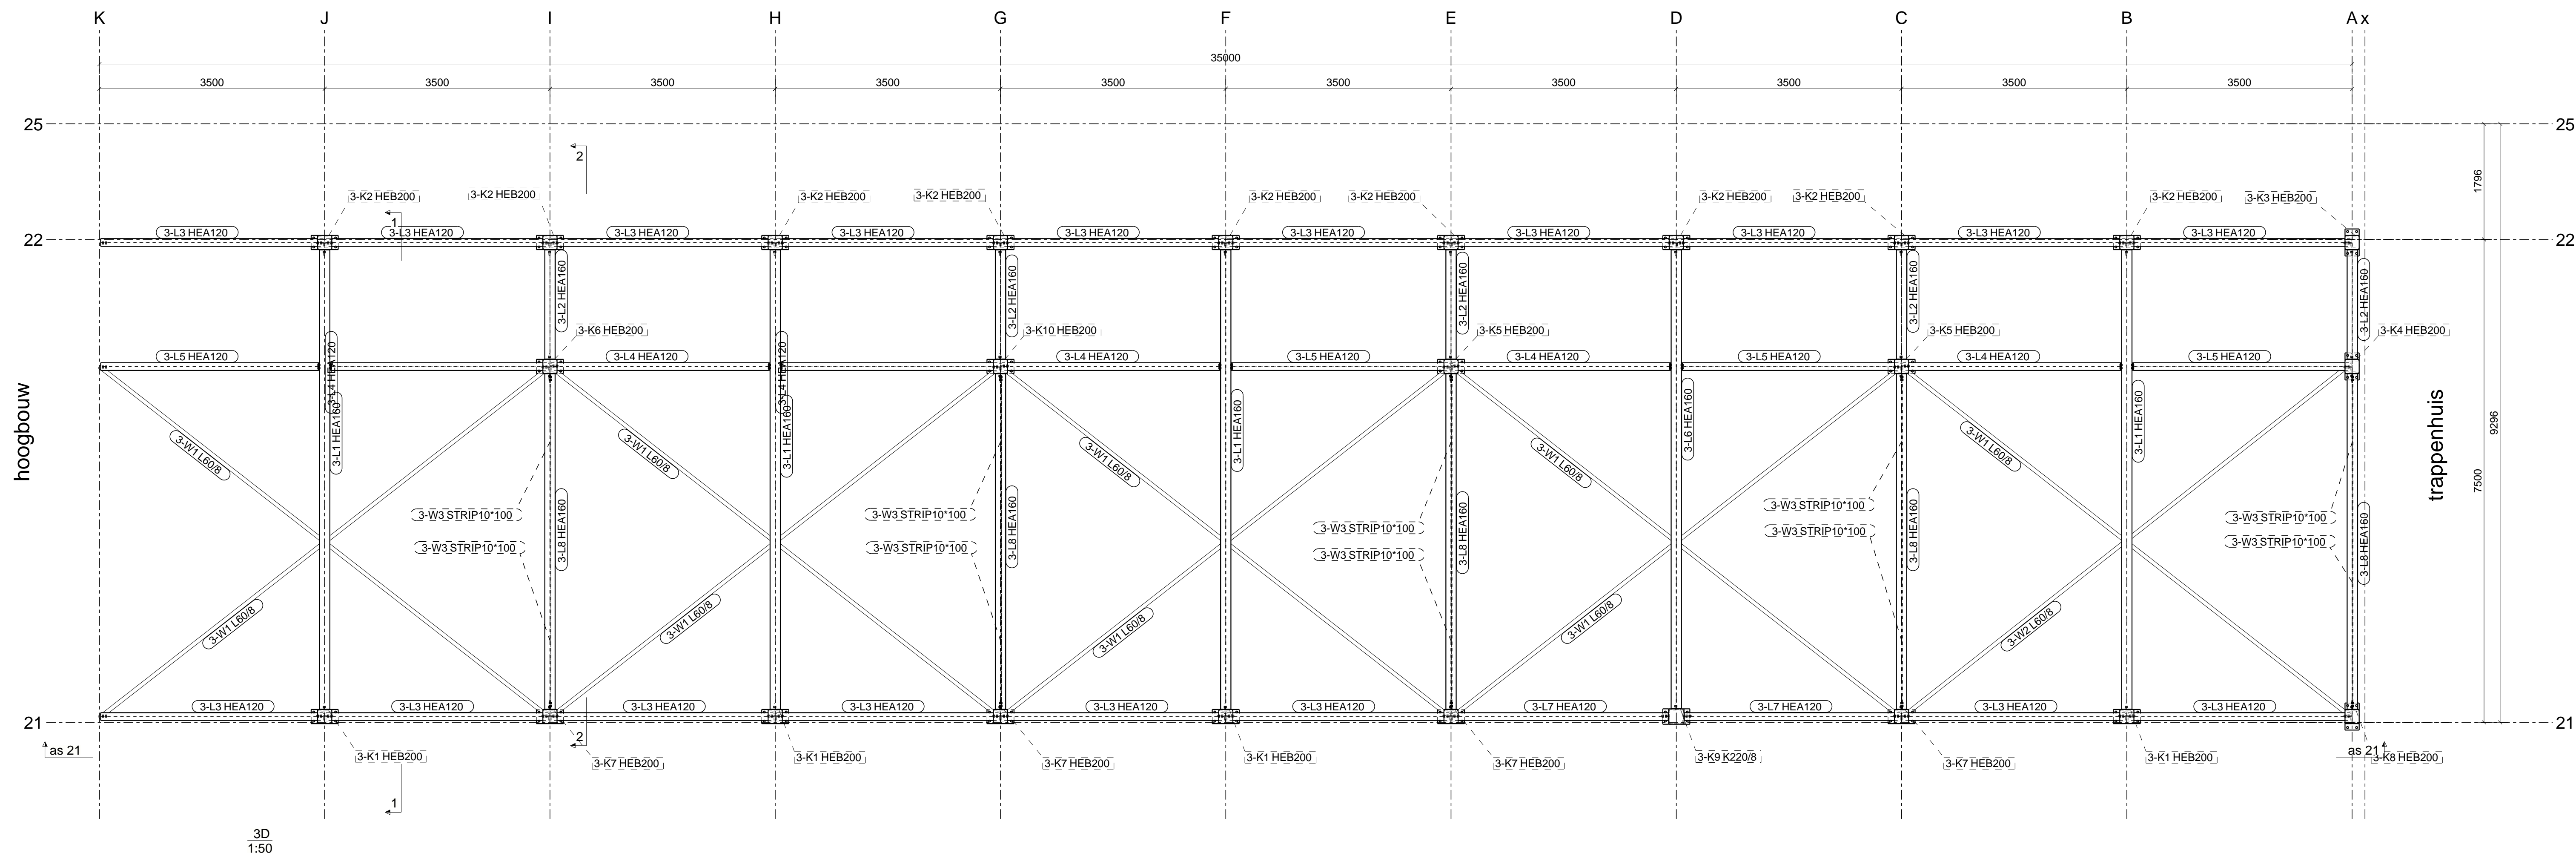 K J I H G F E D C B A x
35000
3500 3500 3500 3500 3500 3500 3500 3500 3500 3500
25 25
2
1796
3-K2 HEB200 3-K2 HEB200 3-K2 HEB200 3-K2 HEB200 3-K2 HEB200 3-K2 HEB200 3-K2 HEB200 3-K2 HEB200 3-K2 HEB200 3-K3 HEB200
1
3-L3 HEA120 3-L3 HEA120 3-L3 HEA120 3-L3 HEA120 3-L3 HEA120 3-L3 HEA120 3-L3 HEA120 3-L3 HEA120 3-L3 HEA120 3-L3 HEA120
22 22
3-L2 HEA160 3-L2 HEA160 3-L2 HEA160 3-L2 HEA160 3-L2 HEA160
3-K6 HEB200 3-K10 HEB200 3-K5 HEB200 3-K5 HEB200 3-K4 HEB200
3-L5 HEA120 3-L4 HEA120 3-L4 HEA120 3-L4 HEA120 3-L4 HEA120 3-L5 HEA120 3-L4 HEA120 3-L5 HEA120 3-L4 HEA120 3-L5 HEA120
3-L1 HEA160 3-L1 HEA160 3-L1 HEA160 3-L6 HEA160 3-L1 HEA160
hoogbouw
trappenhuis
9296
7500
3-W1 L60/8 3-W1 L60/8 3-W1 L60/8 3-W1 L60/8 3-W1 L60/8
3-W3 STRIP10*100 3-W3 STRIP10*100 3-W3 STRIP10*100 3-W3 STRIP10*100 3-W3 STRIP10*100
3-W3 STRIP10*100 3-W3 STRIP10*100 3-W3 STRIP10*100 3-W3 STRIP10*100 3-W3 STRIP10*100
3-L8 HEA160 3-L8 HEA160 3-L8 HEA160 3-L8 HEA160 3-L8 HEA160
3-W1 L60/8 3-W1 L60/8 3-W1 L60/8 3-W1 L60/8 3-W2 L60/8
3-L3 HEA120 3-L3 HEA120 3-L3 HEA120 3-L3 HEA120 3-L3 HEA120 3-L3 HEA120 3-L7 HEA120 3-L7 HEA120 3-L3 HEA120 3-L3 HEA120
21 21
2
as 21 as 21
3-K1 HEB200 3-K7 HEB200 3-K1 HEB200 3-K7 HEB200 3-K1 HEB200 3-K7 HEB200 3-K9 K220/8 3-K7 HEB200 3-K1 HEB200 3-K8 HEB200
1
3D
1:50